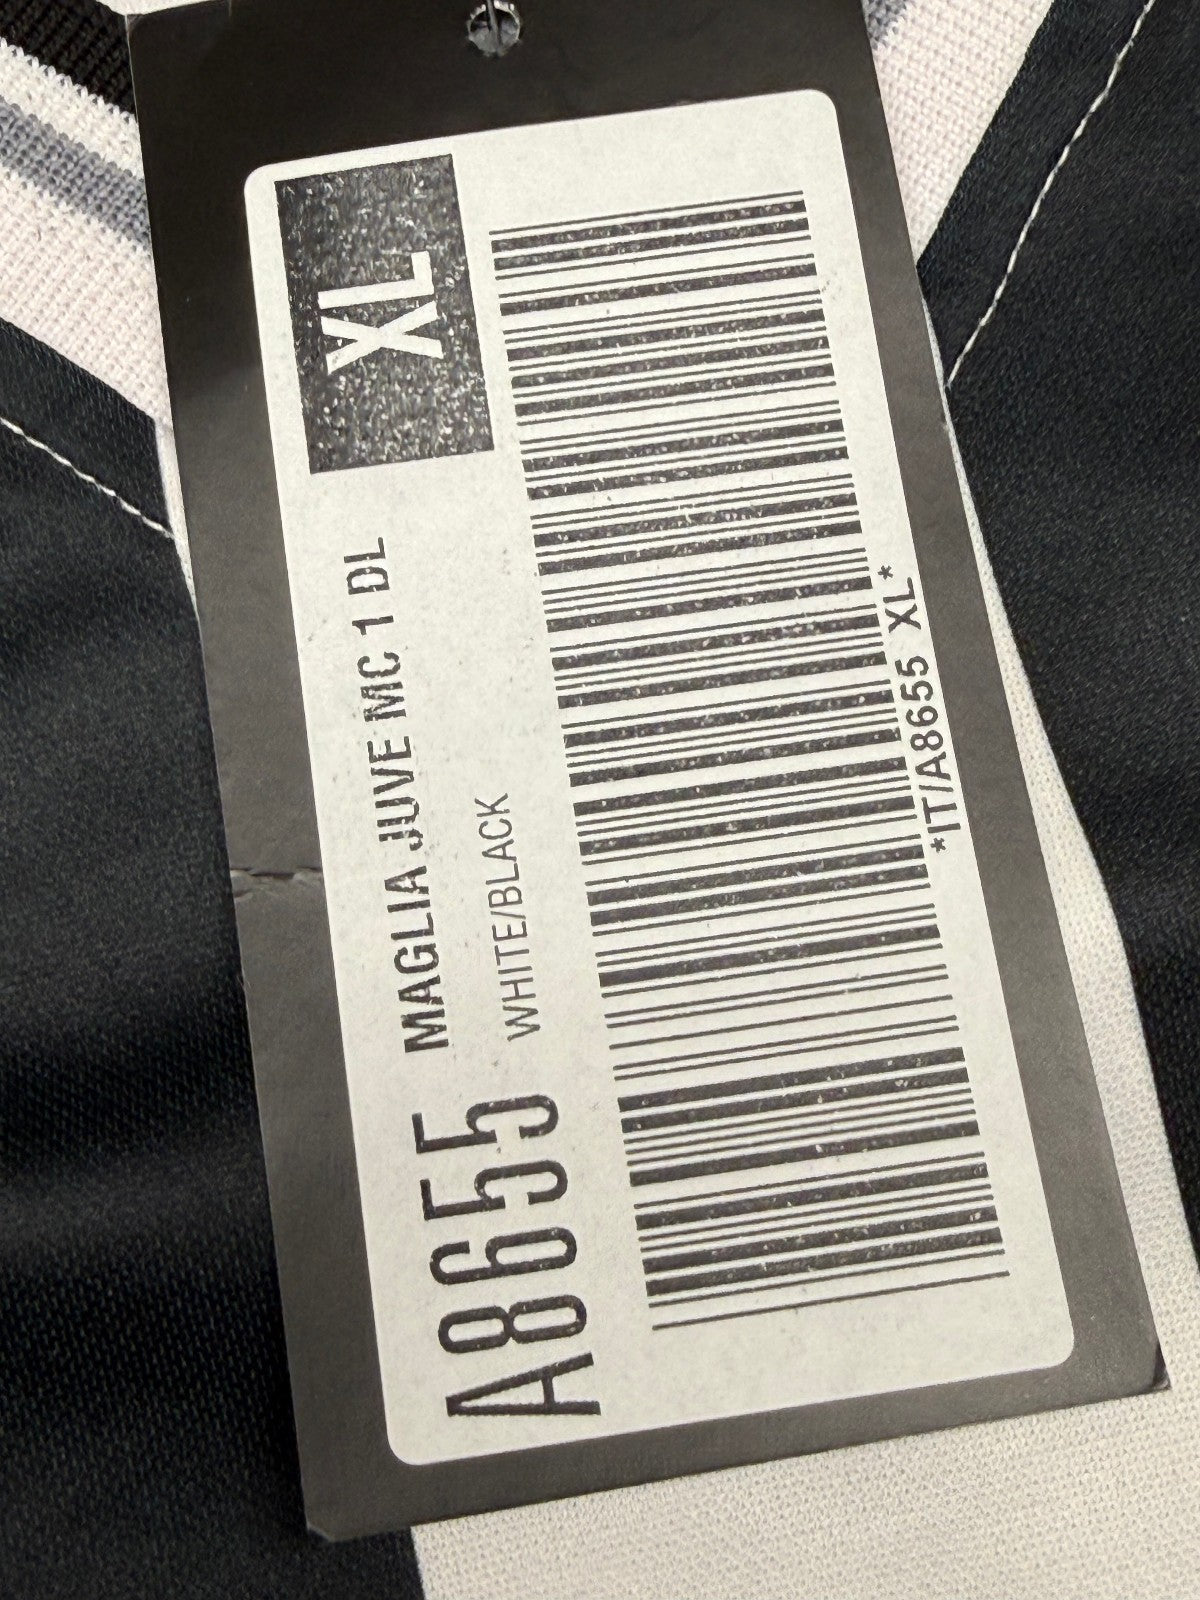 XL
A8655 MAGLIA JUVE MC 1 DL
WHITE/BLACK
*IT/A8655 XL*